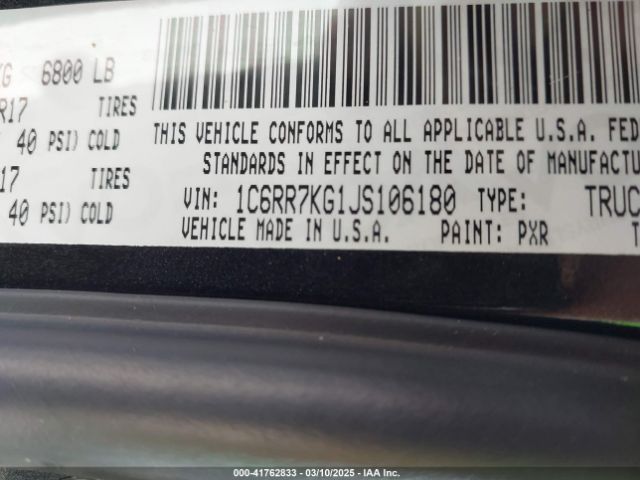 KG 6800 LB
R17 TIRES
40 PSI) COLD
17 TIRES
40 PSI) COLD
THIS VEHICLE CONFORMS TO ALL APPLICABLE U.S.A. FED
STANDARDS IN EFFECT ON THE DATE OF MANUFACTU
VIN: 1C6RR7KG1JS106180 TYPE: TRUC
VEHICLE MADE IN U.S.A. PAINT: PXR T
000-41762833 - 03/10/2025 - IAA Inc.